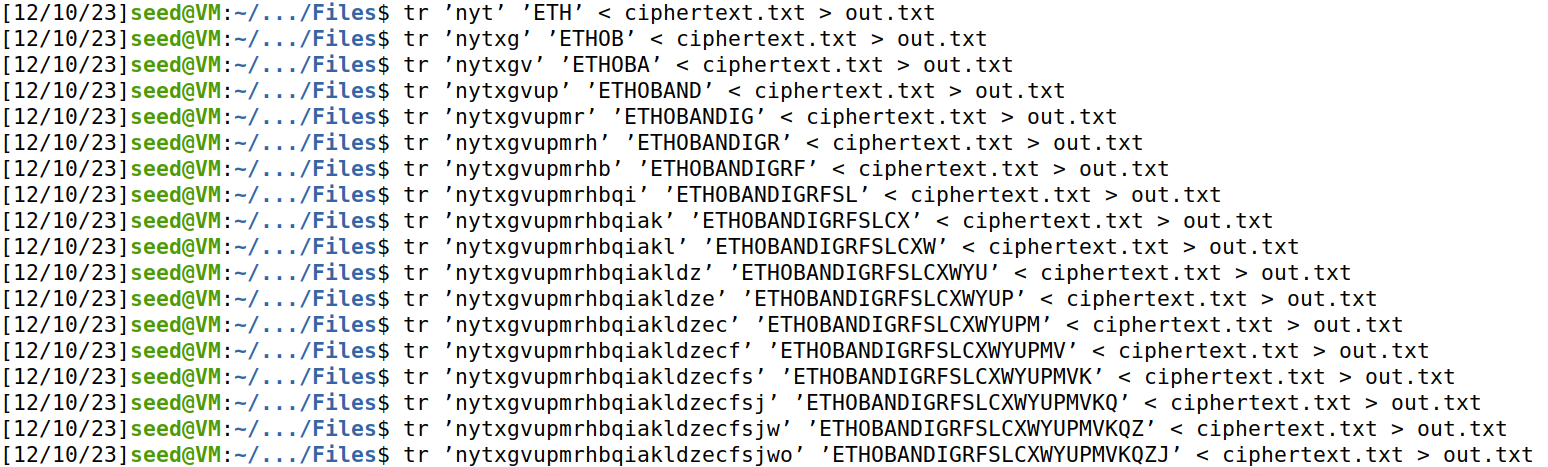 [12/10/23]seed@VM:~/.../Files$ tr ’nyt’ ’ETH’ < ciphertext.txt > out.txt
[12/10/23]seed@VM:~/.../Files$ tr ’nytxg’ ’ETHOB’ < ciphertext.txt > out.txt
[12/10/23]seed@VM:~/.../Files$ tr ’nytxgv’ ’ETHOBA’ < ciphertext.txt > out.txt
[12/10/23]seed@VM:~/.../Files$ tr ’nytxgvup’ ’ETHOBAND’ < ciphertext.txt > out.txt
[12/10/23]seed@VM:~/.../Files$ tr ’nytxgvupmr’ ’ETHOBANDIG’ < ciphertext.txt > out.txt
[12/10/23]seed@VM:~/.../Files$ tr ’nytxgvupmrh’ ’ETHOBANDIGR’ < ciphertext.txt > out.txt
[12/10/23]seed@VM:~/.../Files$ tr ’nytxgvupmrhb’ ’ETHOBANDIGRF’ < ciphertext.txt > out.txt
[12/10/23]seed@VM:~/.../Files$ tr ’nytxgvupmrhbqi’ ’ETHOBANDIGRFSL’ < ciphertext.txt > out.txt
[12/10/23]seed@VM:~/.../Files$ tr ’nytxgvupmrhbqiak’ ’ETHOBANDIGRFSLCX’ < ciphertext.txt > out.txt
[12/10/23]seed@VM:~/.../Files$ tr ’nytxgvupmrhbqiakl’ ’ETHOBANDIGRFSLCXW’ < ciphertext.txt > out.txt
[12/10/23]seed@VM:~/.../Files$ tr ’nytxgvupmrhbqiakldz’ ’ETHOBANDIGRFSLCXWYU’ < ciphertext.txt > out.txt
[12/10/23]seed@VM:~/.../Files$ tr ’nytxgvupmrhbqiakldze’ ’ETHOBANDIGRFSLCXWYUP’ < ciphertext.txt > out.txt
[12/10/23]seed@VM:~/.../Files$ tr ’nytxgvupmrhbqiakldzec’ ’ETHOBANDIGRFSLCXWYUPM’ < ciphertext.txt > out.txt
[12/10/23]seed@VM:~/.../Files$ tr ’nytxgvupmrhbqiakldzecf’ ’ETHOBANDIGRFSLCXWYUPMV’ < ciphertext.txt > out.txt
[12/10/23]seed@VM:~/.../Files$ tr ’nytxgvupmrhbqiakldzecfs’ ’ETHOBANDIGRFSLCXWYUPMVK’ < ciphertext.txt > out.txt
[12/10/23]seed@VM:~/.../Files$ tr ’nytxgvupmrhbqiakldzecfsj’ ’ETHOBANDIGRFSLCXWYUPMVKQ’ < ciphertext.txt > out.txt
[12/10/23]seed@VM:~/.../Files$ tr ’nytxgvupmrhbqiakldzecfsjw’ ’ETHOBANDIGRFSLCXWYUPMVKQZ’ < ciphertext.txt > out.txt
[12/10/23]seed@VM:~/.../Files$ tr ’nytxgvupmrhbqiakldzecfsjwo’ ’ETHOBANDIGRFSLCXWYUPMVKQZJ’ < ciphertext.txt > out.txt